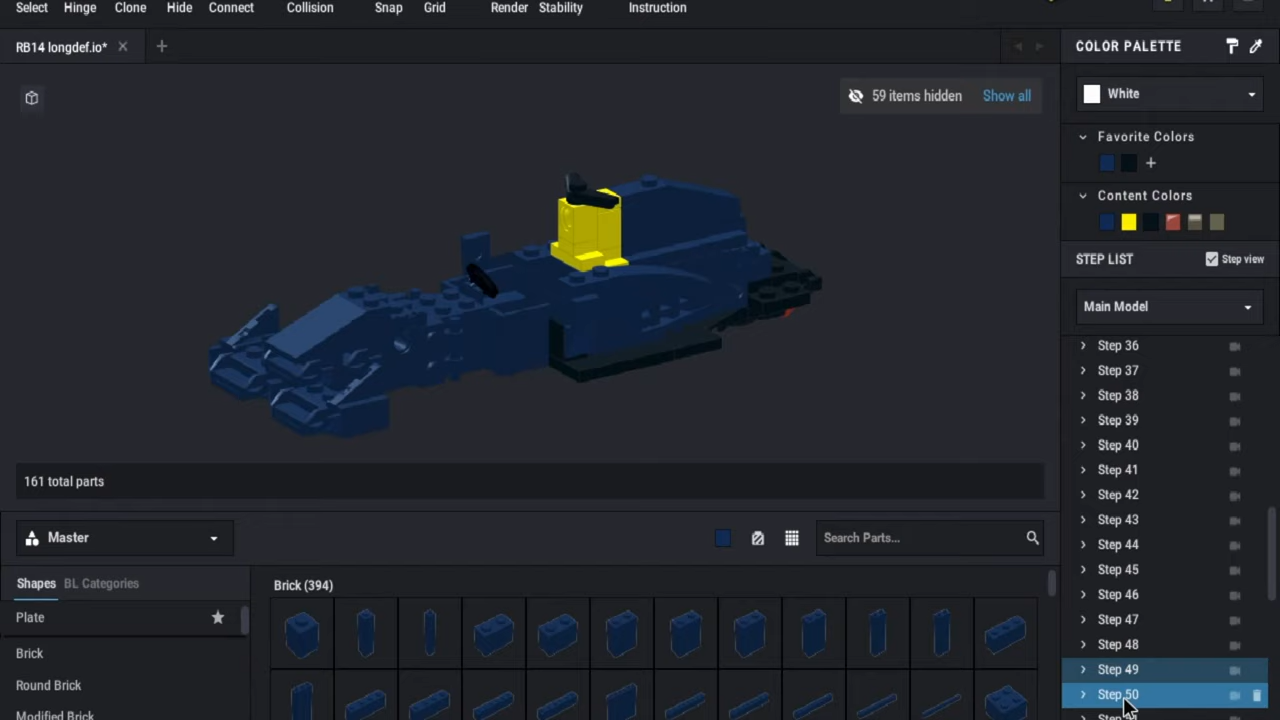 Select Hinge Clone Hide Connect Collision Snap Grid Render Stability Instruction
RB14 longdef.io*
59 items hidden Show all
161 total parts
Master
Search Parts...
Shapes BL Categories
Plate
Brick
Round Brick
Modified Brick
Brick (394)
COLOR PALETTE
White
Favorite Colors
Content Colors
STEP LIST Step view
Main Model
Step 36
Step 37
Step 38
Step 39
Step 40
Step 41
Step 42
Step 43
Step 44
Step 45
Step 46
Step 47
Step 48
Step 49
Step 50